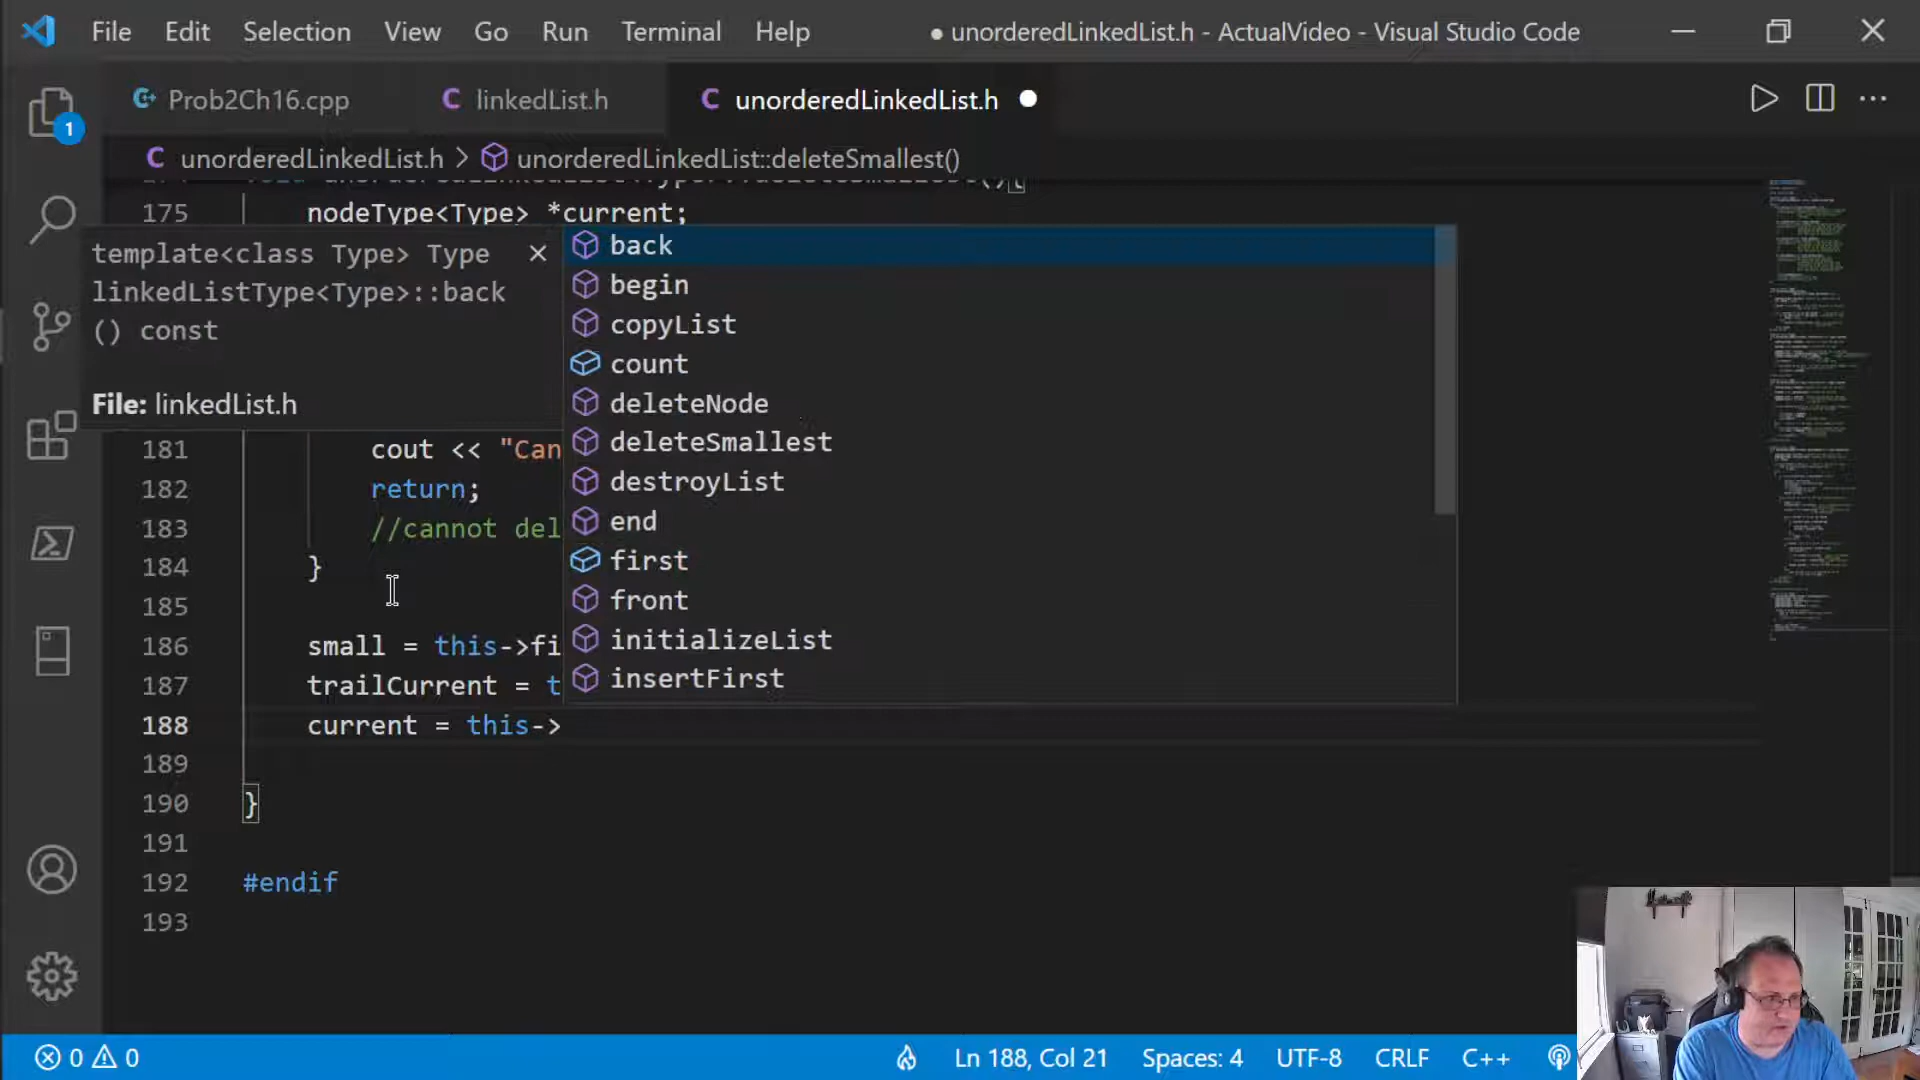 File Edit Selection View Go Run Terminal Help
● unorderedLinkedList.h - ActualVideo - Visual Studio Code
Prob2Ch16.cpp
C linkedList.h
C unorderedLinkedList.h
C unorderedLinkedList.h > unorderedLinkedList::deleteSmallest()
1
175 nodeType<Type> *current;
template<class Type> Type
linkedListType<Type>::back
() const
File: linkedList.h
back
begin
copyList
count
deleteNode
deleteSmallest
destroyList
end
first
front
initializeList
insertFirst
181 cout << "Can
182 return;
183 //cannot del
184 }
185
186 small = this->fi
187 trailCurrent = t
188 current = this->
189
190 }
191
192 #endif
193
0 0
Ln 188, Col 21 Spaces: 4 UTF-8 CRLF C++